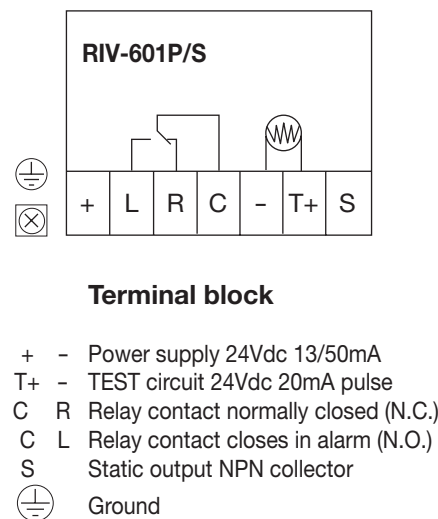 RIV-601P/S
+ L R C - T+ S
Terminal block
+ - Power supply 24Vdc 13/50mA
T+ - TEST circuit 24Vdc 20mA pulse
C R Relay contact normally closed (N.C.)
C L Relay contact closes in alarm (N.O.)
S Static output NPN collector
Ground